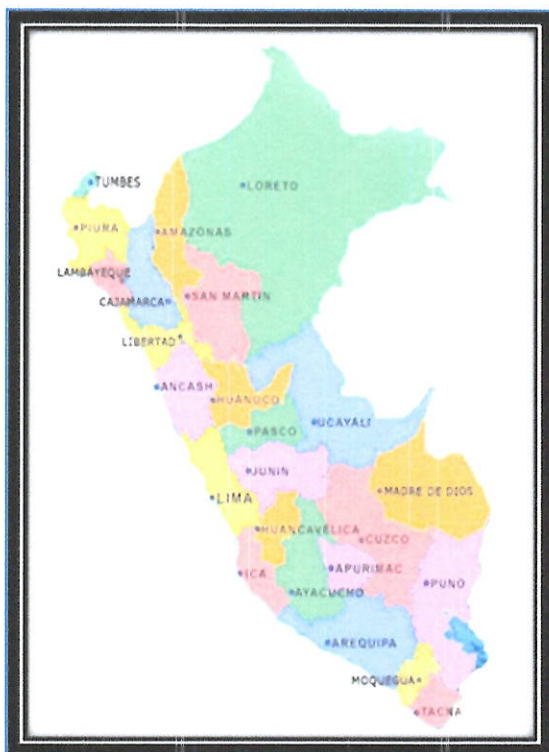 TUMBES
LORETO
PIURA
AMAZONAS
LAMBAYEQUE
CAJAMARCA
SAN MARTIN
LIBERTAD
ANCASH
HUANUCO
UCAYALI
PASCO
JUNIN
MADRE DE DIOS
LIMA
HUANCAVELICA
CUZCO
ICA
APURIMAC
PUNO
AYACUCHO
AREQUIPA
MOQUEGUA
TACNA